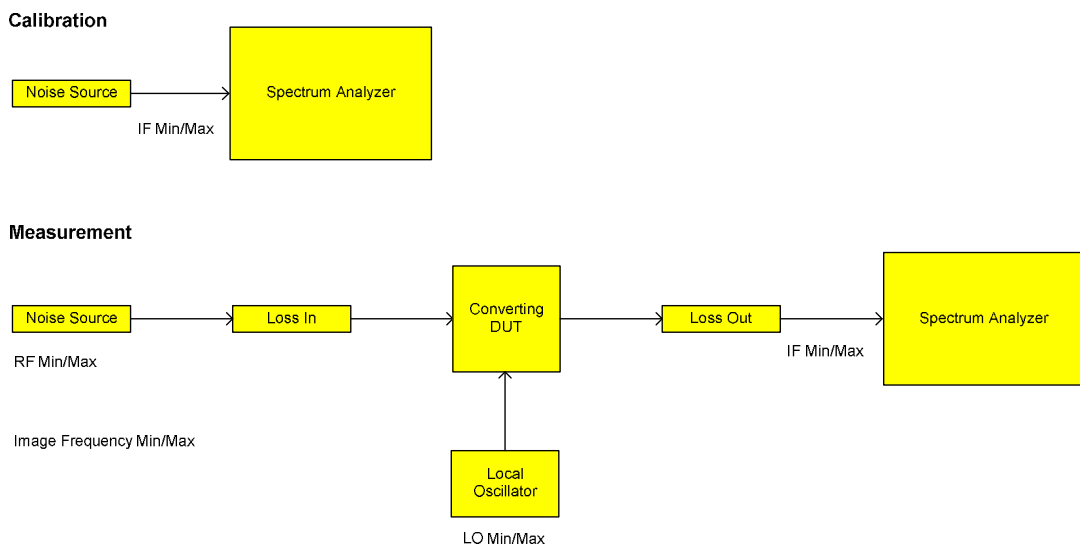 Calibration
Noise Source
Spectrum Analyzer
IF Min/Max
Measurement
Noise Source
Loss In
Converting
DUT
Loss Out
Spectrum Analyzer
RF Min/Max
IF Min/Max
Image Frequency Min/Max
Local
Oscillator
LO Min/Max